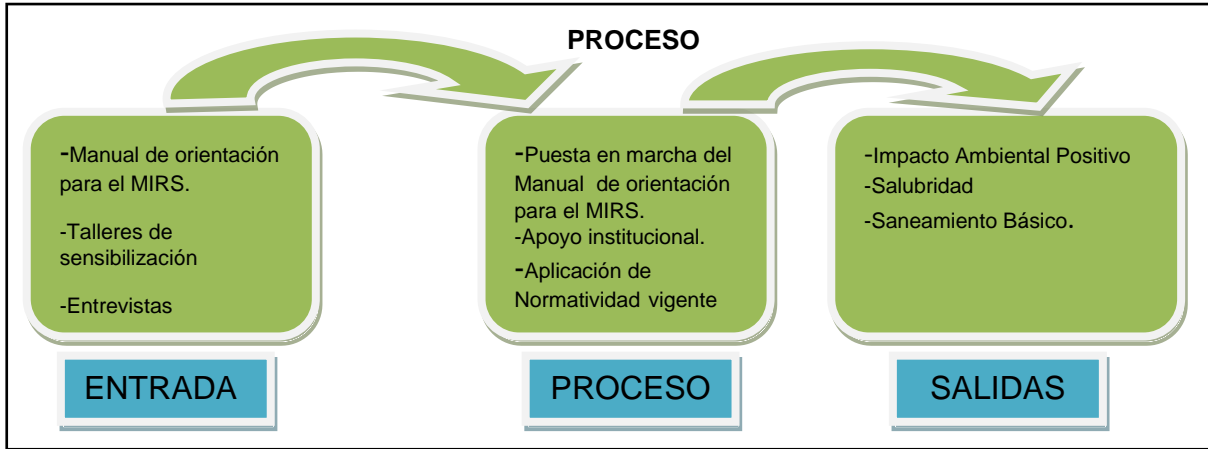 PROCESO
-Manual de orientación
para el MIRS.
-Talleres de
sensibilización
-Entrevistas
-Puesta en marcha del
Manual de orientación
para el MIRS.
-Apoyo institucional.
-Aplicación de
Normatividad vigente
-Impacto Ambiental Positivo
-Salubridad
-Saneamiento Básico.
ENTRADA
PROCESO
SALIDAS